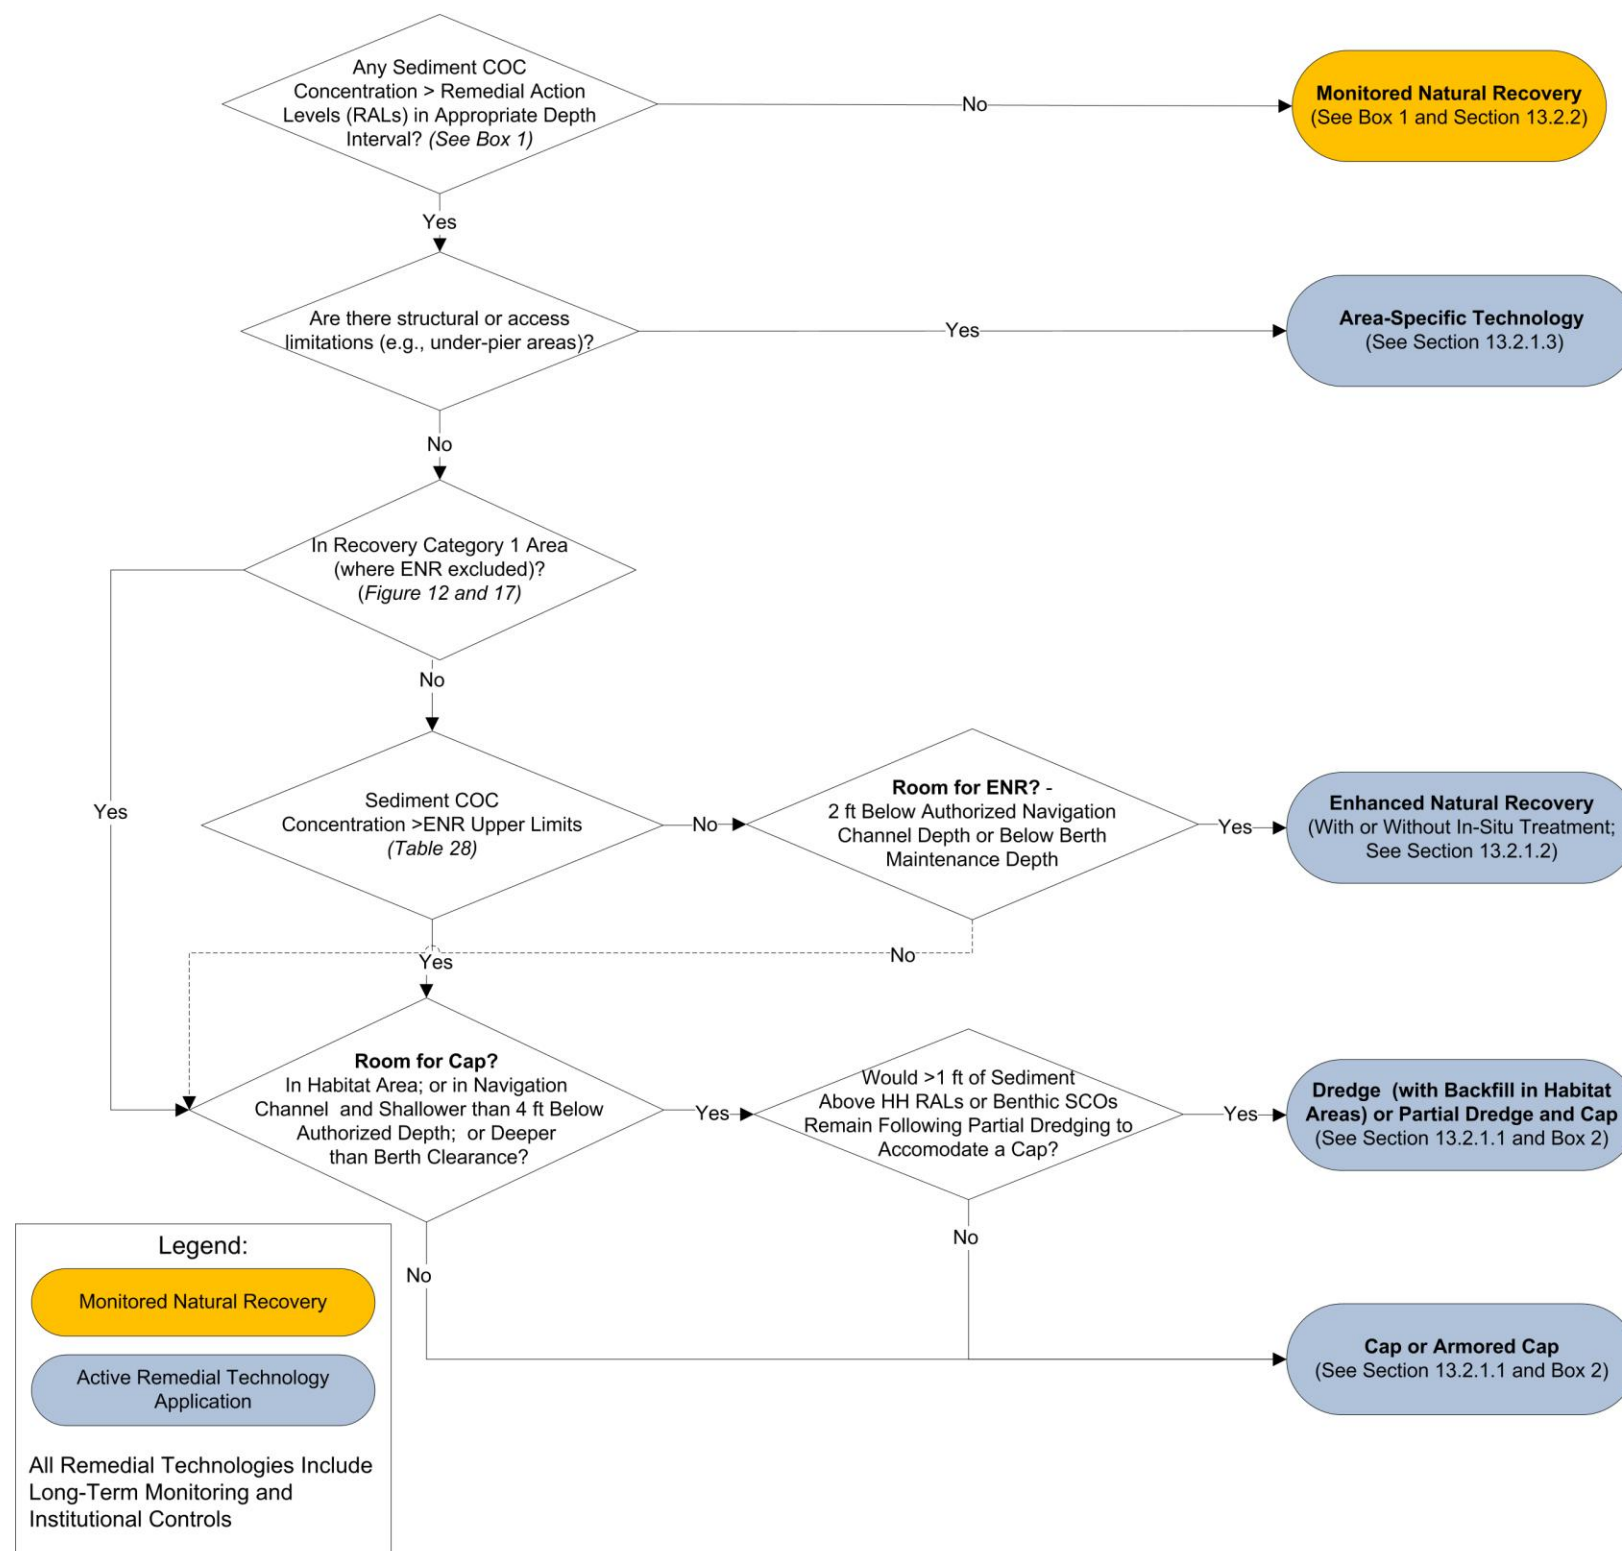 Any Sediment COC
Concentration > Remedial Action
Levels (RALs) in Appropriate Depth
Interval? (See Box 1)
No
Monitored Natural Recovery
(See Box 1 and Section 13.2.2)
Yes
Are there structural or access
limitations (e.g., under-pier areas)?
Yes
Area-Specific Technology
(See Section 13.2.1.3)
No
In Recovery Category 1 Area
(where ENR excluded)?
(Figure 12 and 17)
Yes
No
Sediment COC
Concentration >ENR Upper Limits
(Table 28)
No
Room for ENR? -
2 ft Below Authorized Navigation
Channel Depth or Below Berth
Maintenance Depth
Yes
Enhanced Natural Recovery
(With or Without In-Situ Treatment;
See Section 13.2.1.2)
Yes
No
Room for Cap?
In Habitat Area; or in Navigation
Channel and Shallower than 4 ft Below
Authorized Depth; or Deeper
than Berth Clearance?
Yes
Would >1 ft of Sediment
Above HH RALs or Benthic SCOs
Remain Following Partial Dredging to
Accomodate a Cap?
Yes
Dredge (with Backfill in Habitat
Areas) or Partial Dredge and Cap
(See Section 13.2.1.1 and Box 2)
No
No
Cap or Armored Cap
(See Section 13.2.1.1 and Box 2)
Legend:
Monitored Natural Recovery
Active Remedial Technology
Application
All Remedial Technologies Include
Long-Term Monitoring and
Institutional Controls